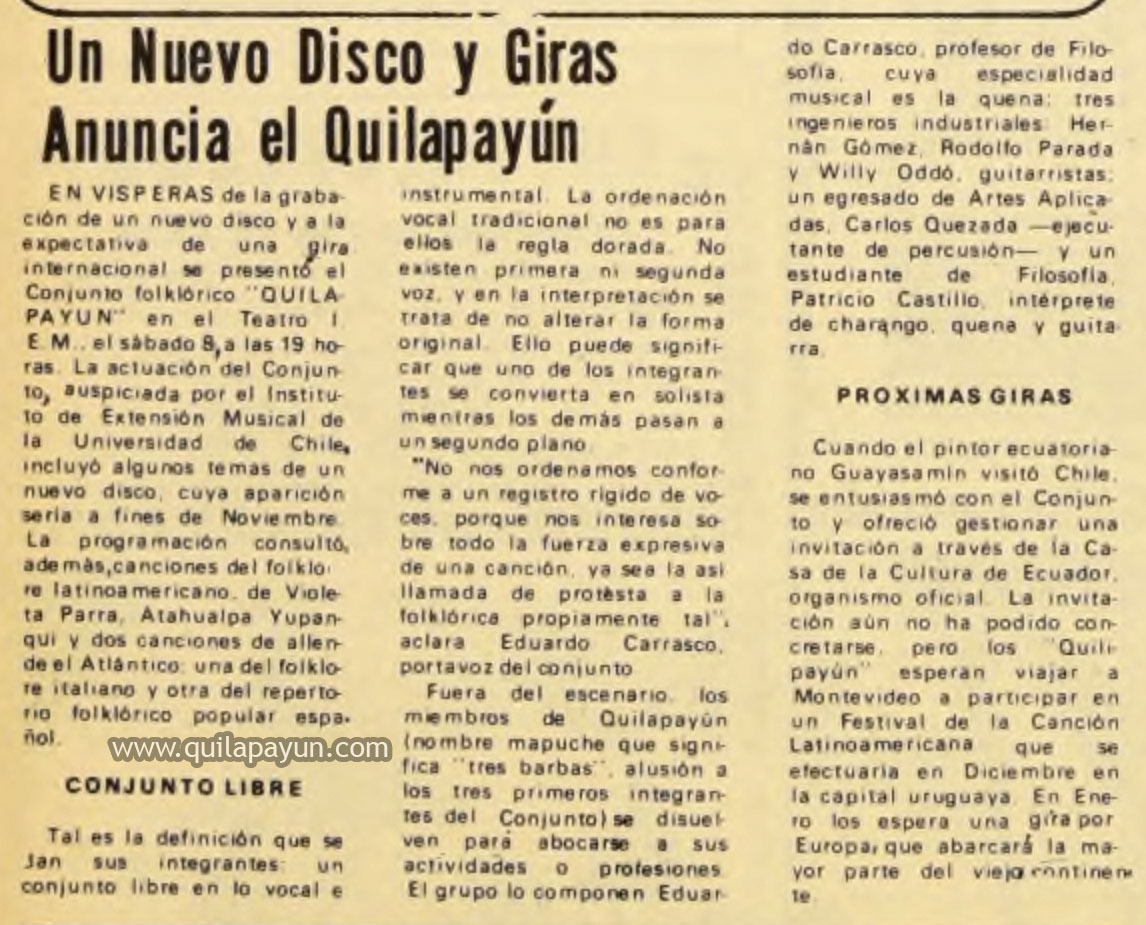 Un Nuevo Disco y Giras
Anuncia el Quilapayún
EN VISPERAS de la graba-
ción de un nuevo disco y a la
expectativa de una gira
internacional se presentó el
Conjunto folklórico "QUILA-
PAYUN" en el Teatro I.
E.M., el sábado 8, a las 19 ho-
ras. La actuación del Conjun-
to, auspiciada por el Institu-
to de Extensión Musical de
la Universidad de Chile,
incluyó algunos temas de un
nuevo disco, cuya aparición
sería a fines de Noviembre.
La programación consultó,
además, canciones del folklo-
re latinoamericano, de Viole-
ta Parra, Atahualpa Yupan-
qui y dos canciones de allen-
de el Atlántico: una del folklo-
re italiano y otra del reperto-
rio folklórico popular espa-
ñol.
www.quilapayun.com
CONJUNTO LIBRE
Tal es la definición que se
dan sus integrantes: un
conjunto libre en lo vocal e
instrumental. La ordenación
vocal tradicional no es para
ellos la regla dorada. No
existen primera ni segunda
voz, y en la interpretación se
trata de no alterar la forma
original. Ello puede signifi-
car que uno de los integran-
tes se convierta en solista
mientras los demás pasan a
un segundo plano.
"No nos ordenamos confor-
me a un registro rígido de vo-
ces, porque nos interesa so-
bre todo la fuerza expresiva
de una canción, ya sea la así
llamada de protésta a la
folklórica propiamente tal",
aclara Eduardo Carrasco,
portavoz del conjunto.
Fuera del escenario, los
miembros de Quilapayún
(nombre mapuche que signi-
fica "tres barbas", alusión a
los tres primeros integran-
tes del Conjunto) se disuel-
ven pará abocarse a sus
actividades o profesiones.
El grupo lo componen Eduar-
do Carrasco, profesor de Filo-
sofía, cuya especialidad
musical es la quena; tres
ingenieros industriales: Her-
nán Gómez, Rodolfo Parada
y Willy Oddó, guitarristas;
un egresado de Artes Aplica-
das, Carlos Quezada —ejecu-
tante de percusión— y un
estudiante de Filosofía,
Patricio Castillo, intérprete
de charango, quena y guita-
rra.
PROXIMAS GIRAS
Cuando el pintor ecuatoria-
no Guayasamín visitó Chile,
se entusiasmó con el Conjun-
to y ofreció gestionar una
invitación a través de la Ca-
sa de la Cultura de Ecuador,
organismo oficial. La invita-
ción aún no ha podido con-
cretarse, pero los "Quili-
payún" esperan viajar a
Montevideo a participar en
un Festival de la Canción
Latinoamericana que se
efectuaría en Diciembre en
la capital uruguaya. En Ene-
ro los espera una gira por
Europa, que abarcará la ma-
yor parte del viejo continen-
te.